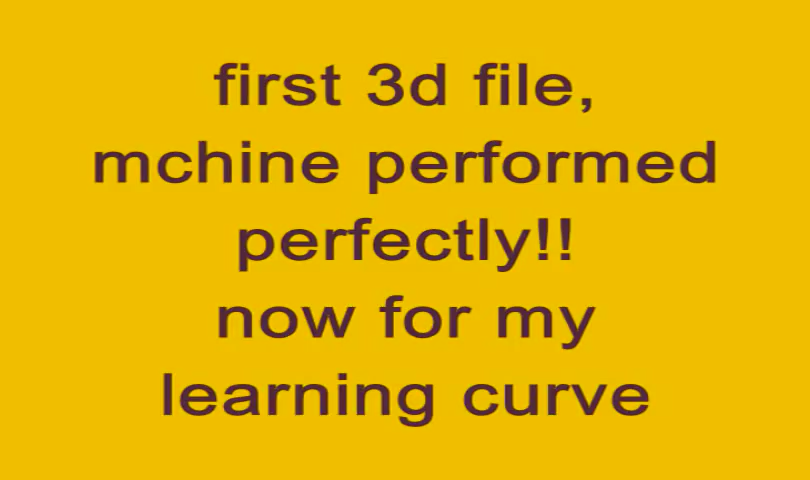 first 3d file,
mchine performed
perfectly!!
now for my
learning curve